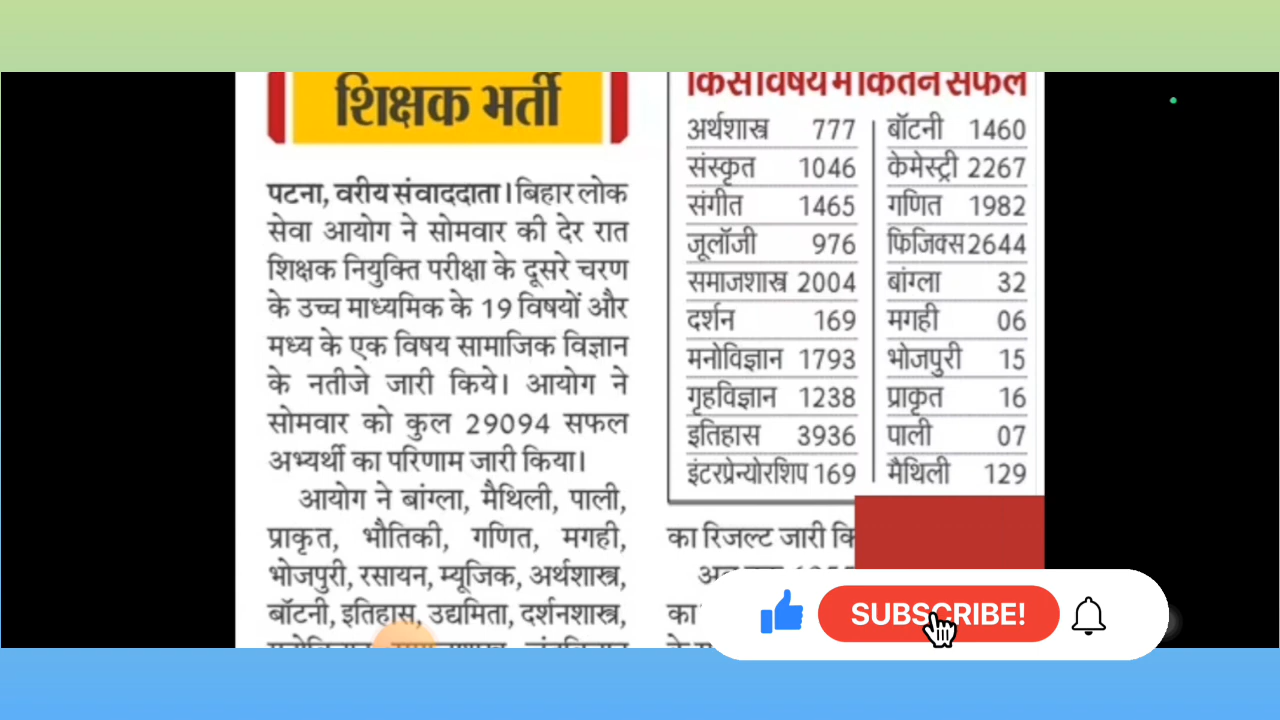 शिक्षक भर्ती
पटना, वरीय संवाददाता। बिहार लोक
सेवा आयोग ने सोमवार की देर रात
शिक्षक नियुक्ति परीक्षा के दूसरे चरण
के उच्च माध्यमिक के 19 विषयों और
मध्य के एक विषय सामाजिक विज्ञान
के नतीजे जारी किये। आयोग ने
सोमवार को कुल 29094 सफल
अभ्यर्थी का परिणाम जारी किया।
आयोग ने बांग्ला, मैथिली, पाली,
प्राकृत, भौतिकी, गणित, मगही,
भोजपुरी, रसायन, म्यूजिक, अर्थशास्त्र,
बॉटनी, इतिहास, उद्यमिता, दर्शनशास्त्र,
किस विषय में कितने सफल
अर्थशास्त्र 777
संस्कृत 1046
संगीत 1465
जूलॉजी 976
समाजशास्त्र 2004
दर्शन 169
मनोविज्ञान 1793
गृहविज्ञान 1238
इतिहास 3936
इंटरप्रेन्योरशिप 169
बॉटनी 1460
केमेस्ट्री 2267
गणित 1982
फिजिक्स 2644
बांग्ला 32
मगही 06
भोजपुरी 15
प्राकृत 16
पाली 07
मैथिली 129
का रिजल्ट जारी कि
का
SUBSCRIBE!